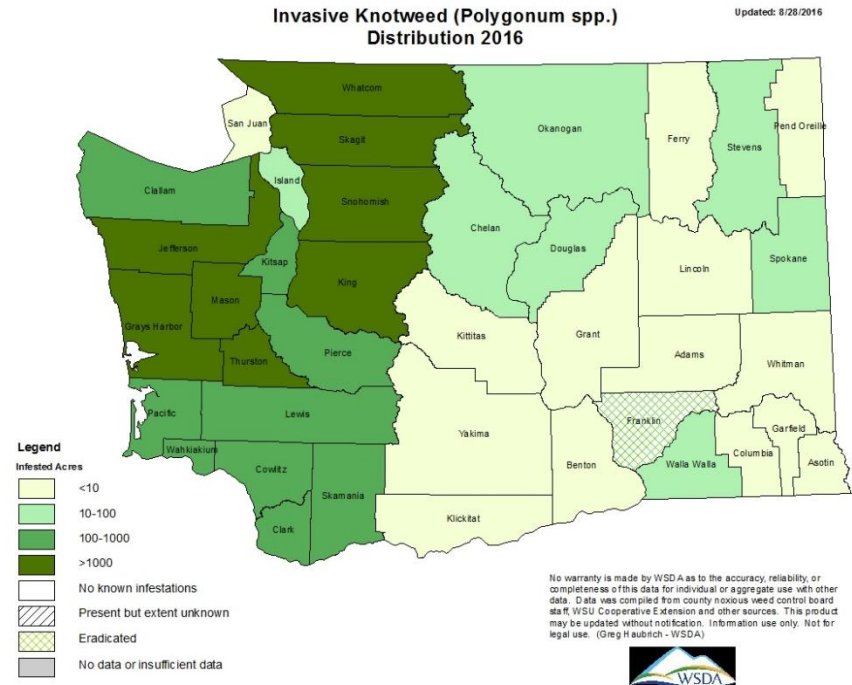 Invasive Knotweed (Polygonum spp.)
Distribution 2016
Updated: 8/28/2016
Whatcom
San Juan
Skagit
Okanogan
Ferry
Pend Oreille
Stevens
Island
Clallam
Snohomish
Chelan
Jefferson
Kitsap
Douglas
Spokane
Lincoln
King
Mason
Grays Harbor
Kittitas
Grant
Pierce
Thurston
Adams
Whitman
Pacific
Lewis
Franklin
Garfield
Yakima
Wahkiakium
Columbia
Asotin
Benton
Walla Walla
Cowlitz
Skamania
Klickitat
Clark
Legend
Infested Acres
<10
10-100
100-1000
>1000
No known infestations
Present but extent unknown
Eradicated
No data or insufficient data
No warranty is made by WSDA as to the accuracy, reliability, or
completeness of this data for individual or aggregate use with other
data. Data was compiled from county noxious weed control board
staff, WSU Cooperative Extension and other sources. This product
may be updated without notification. Information use only. Not for
legal use. (Greg Haubrich - WSDA)
WSDA